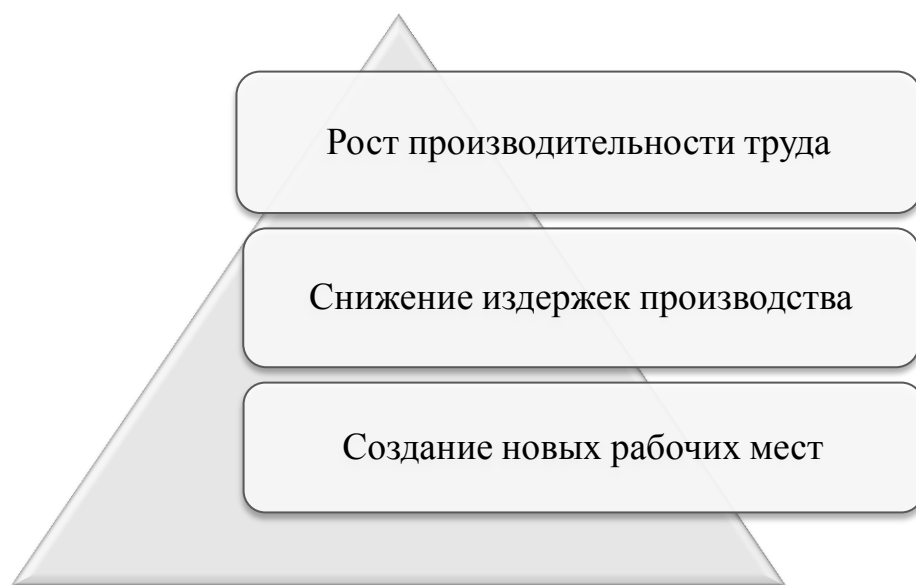 Рост производительности труда
Снижение издержек производства
Создание новых рабочих мест